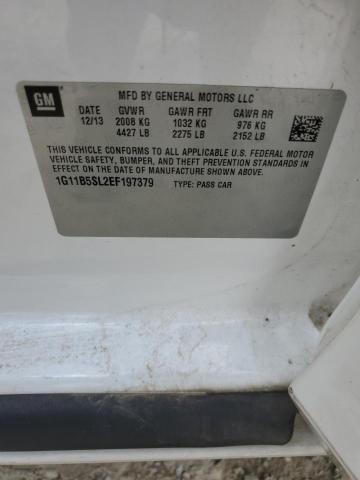 GM
MFD BY GENERAL MOTORS LLC
DATE GVWR GAWR FRT GAWR RR
12/13 2008 KG 1032 KG 976 KG
4427 LB 2275 LB 2152 LB
THIS VEHICLE CONFORMS TO ALL APPLICABLE U.S. FEDERAL MOTOR
VEHICLE SAFETY, BUMPER, AND THEFT PREVENTION STANDARDS
IN EFFECT ON THE DATE OF MANUFACTURE SHOWN ABOVE.
1G11B5SL2EF197379 TYPE: PASS CAR